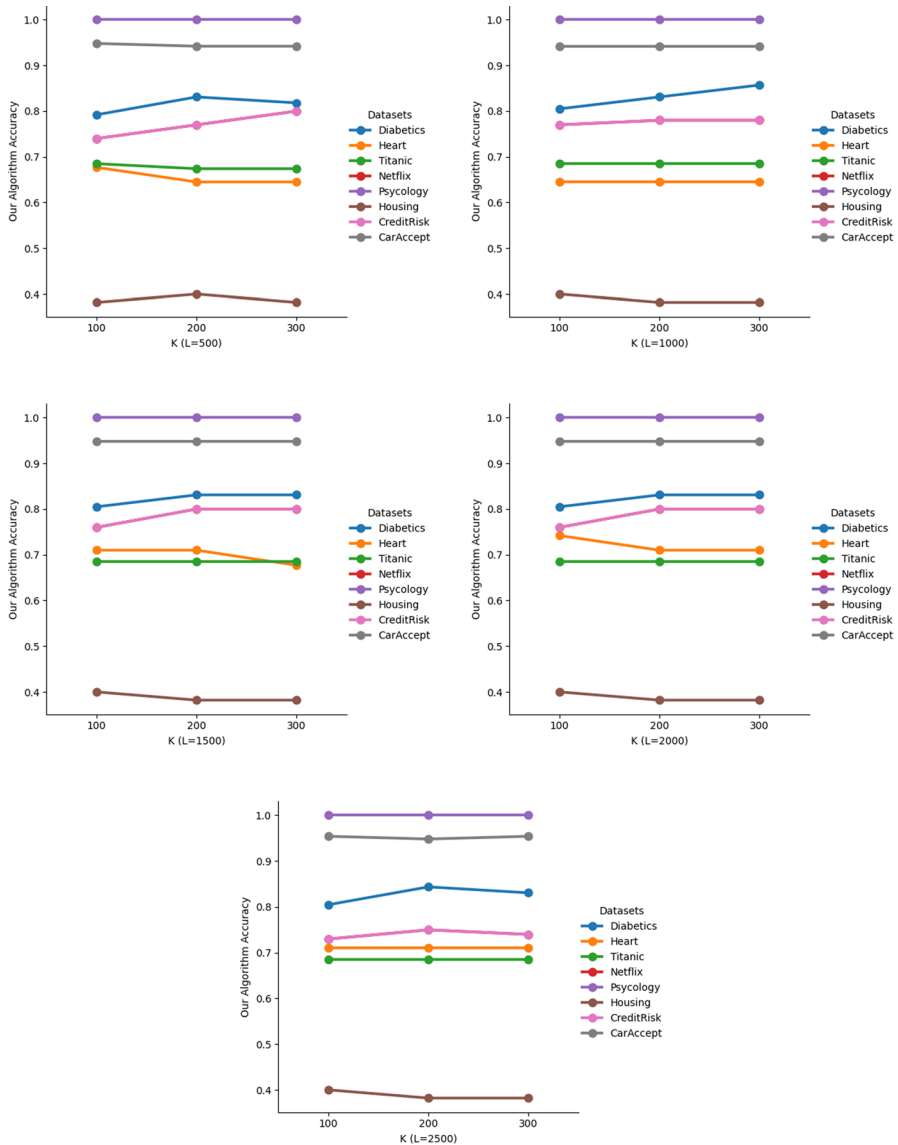 1.0
0.9
0.8
0.7
0.6
0.5
0.4
Our Algorithm Accuracy
100 200 300
K (L=500)
Datasets
Diabetics
Heart
Titanic
Netflix
Psycology
Housing
CreditRisk
CarAccept
1.0
0.9
0.8
0.7
0.6
0.5
0.4
Our Algorithm Accuracy
100 200 300
K (L=1000)
Datasets
Diabetics
Heart
Titanic
Netflix
Psycology
Housing
CreditRisk
CarAccept
1.0
0.9
0.8
0.7
0.6
0.5
0.4
Our Algorithm Accuracy
100 200 300
K (L=1500)
Datasets
Diabetics
Heart
Titanic
Netflix
Psycology
Housing
CreditRisk
CarAccept
1.0
0.9
0.8
0.7
0.6
0.5
0.4
Our Algorithm Accuracy
100 200 300
K (L=2000)
Datasets
Diabetics
Heart
Titanic
Netflix
Psycology
Housing
CreditRisk
CarAccept
1.0
0.9
0.8
0.7
0.6
0.5
0.4
Our Algorithm Accuracy
100 200 300
K (L=2500)
Datasets
Diabetics
Heart
Titanic
Netflix
Psycology
Housing
CreditRisk
CarAccept